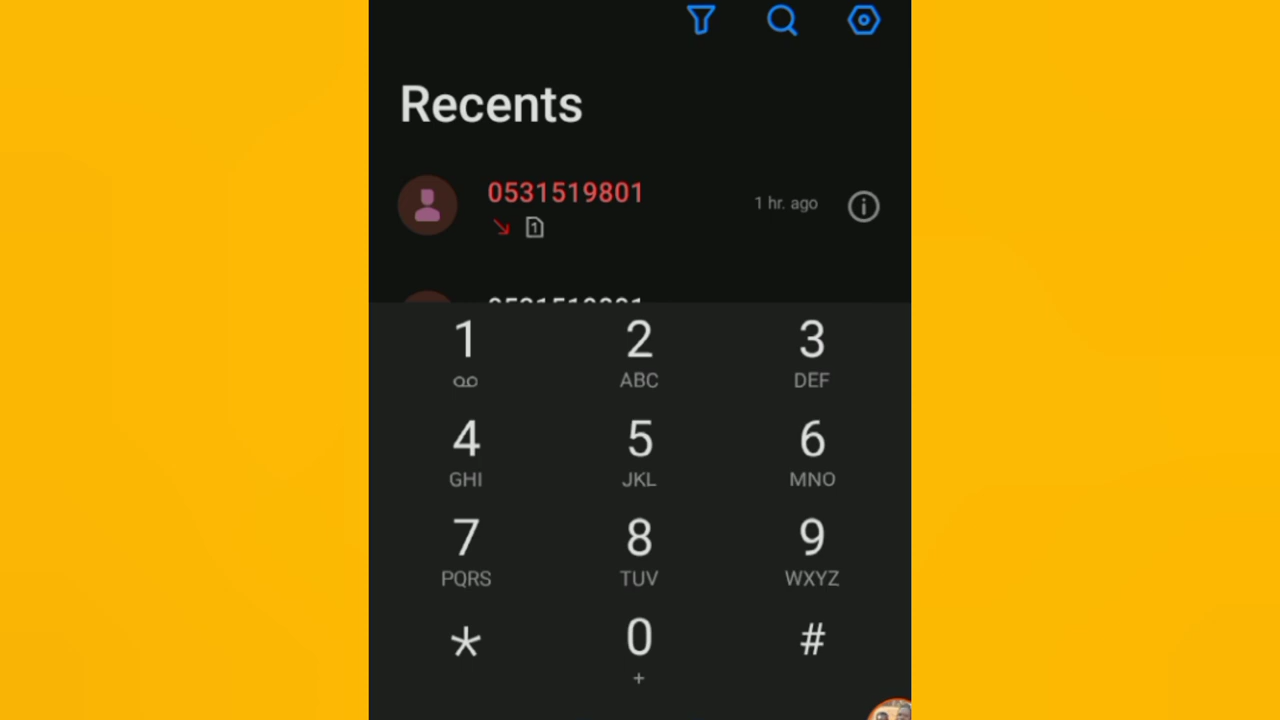 Recents
0531519801
1 hr. ago
1
1
2
3
ABC
DEF
4
5
6
GHI
JKL
MNO
7
8
9
PQRS
TUV
WXYZ
*
0
#
+